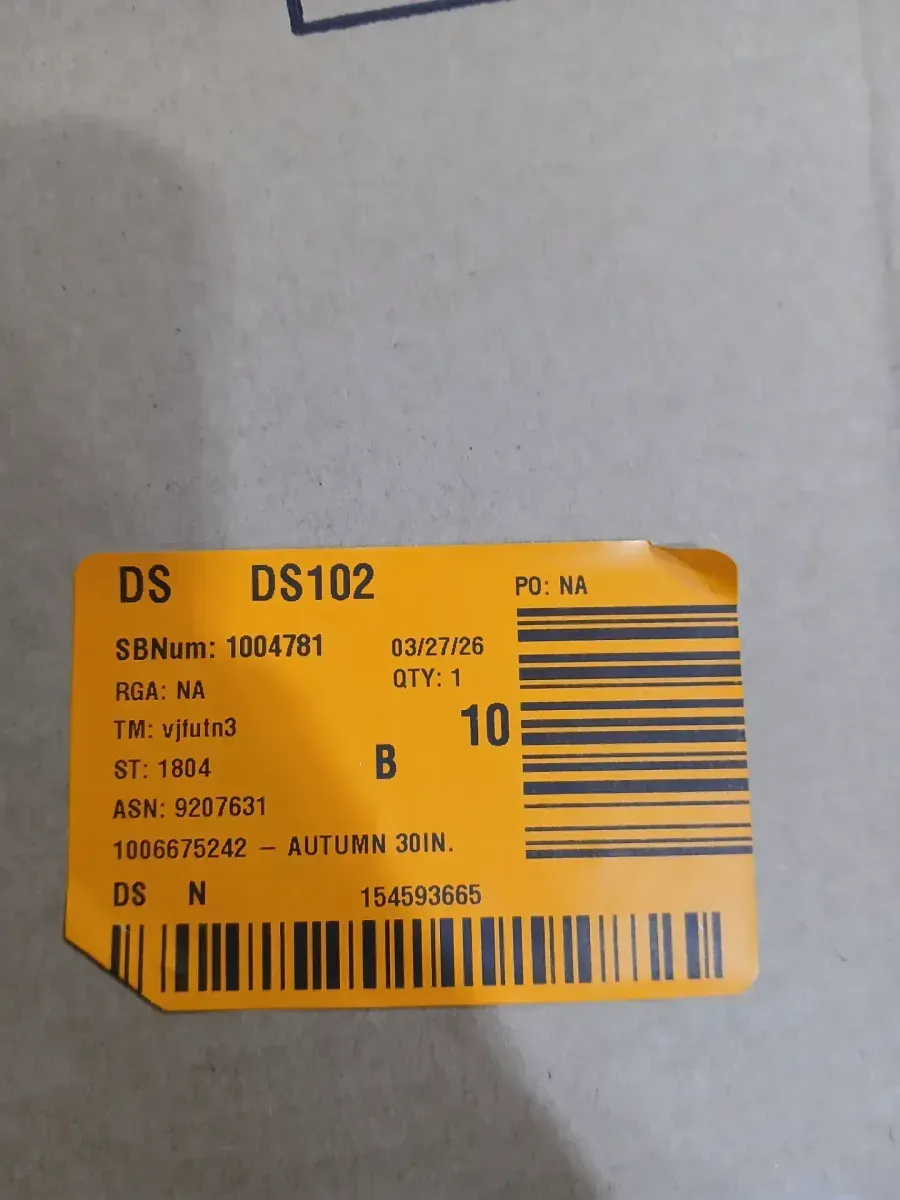 DS DS102 PO: NA
SBNum: 1004781 03/27/26
RGA: NA QTY: 1
TM: vjfutn3 10
ST: 1804 B
ASN: 9207631
1006675242 – AUTUMN 30IN.
DS N 154593665